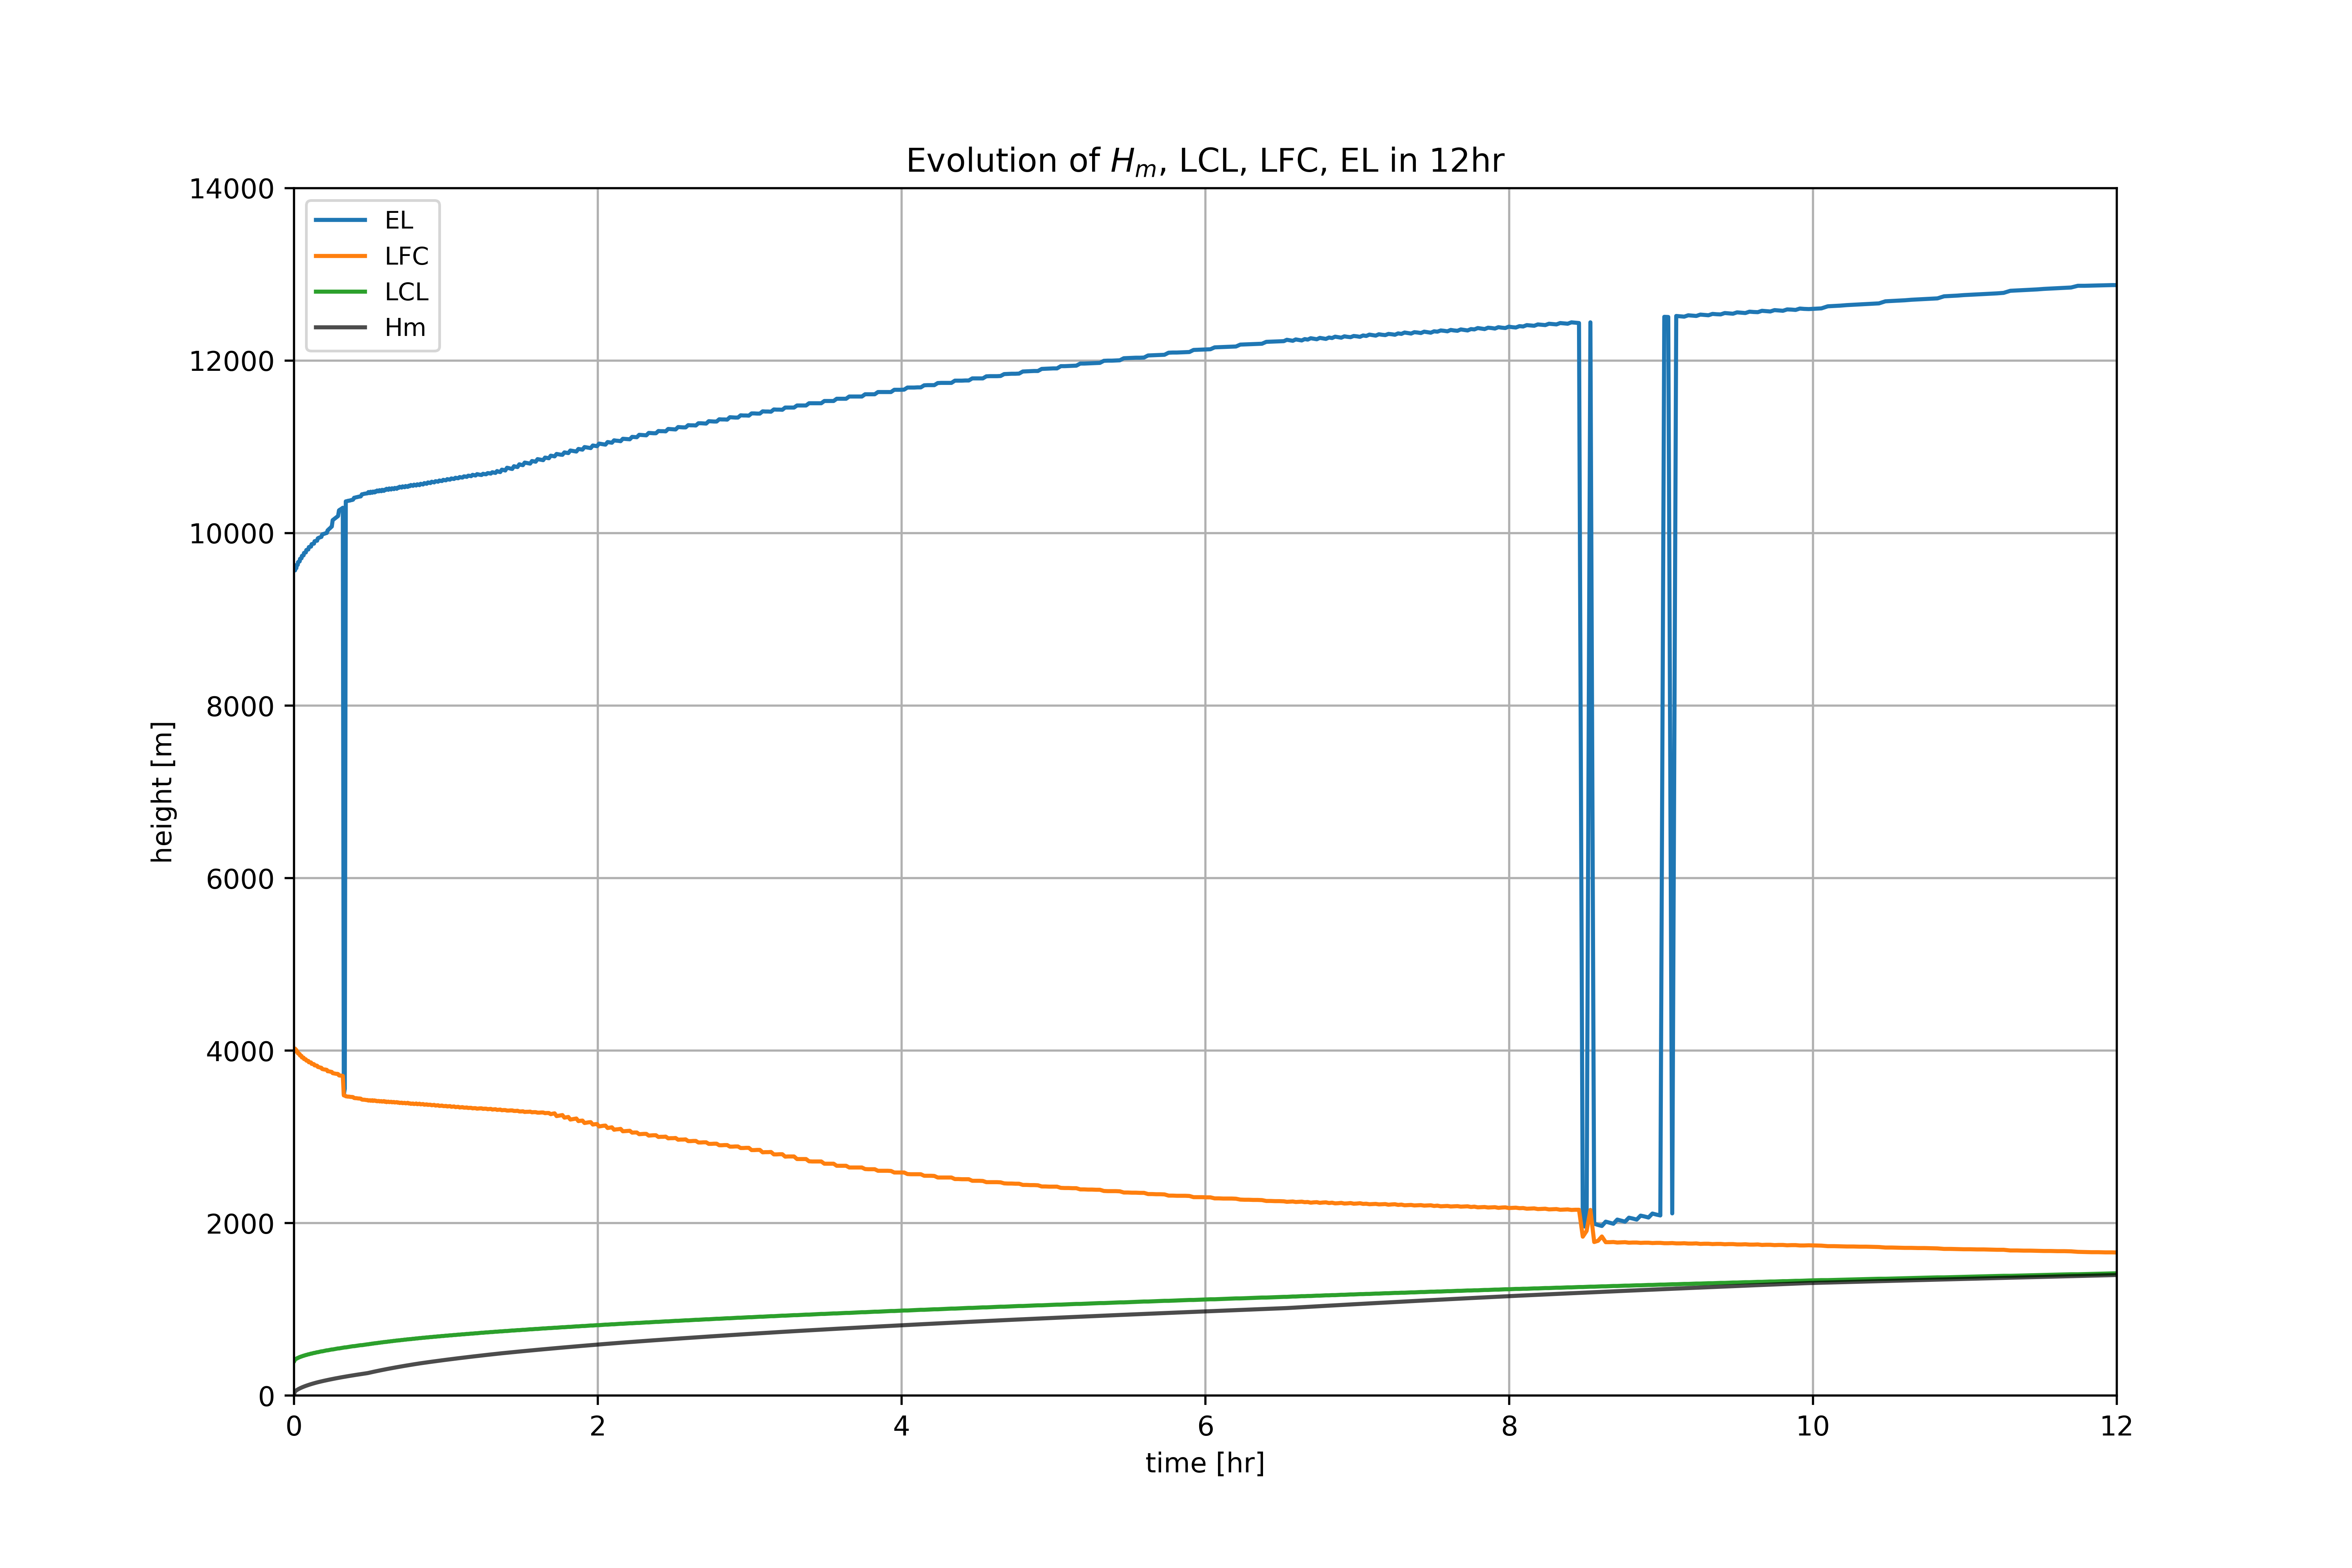 Evolution of Hm, LCL, LFC, EL in 12hr
14000
12000
10000
8000
6000
4000
2000
0
height [m]
EL
LFC
LCL
Hm
0 2 4 6 8 10 12
time [hr]